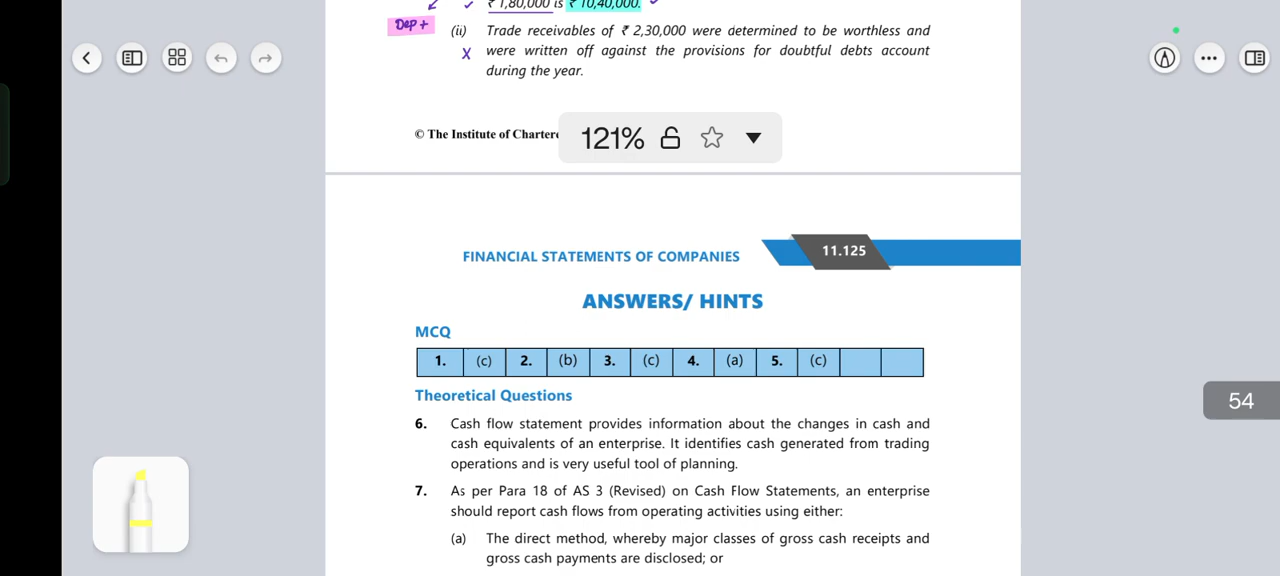 ₹ 1,80,000 is ₹ 10,40,000.
Dep +
(ii) Trade receivables of ₹ 2,30,000 were determined to be worthless and
were written off against the provisions for doubtful debts account
during the year.
© The Institute of Charter
121%
FINANCIAL STATEMENTS OF COMPANIES 11.125
ANSWERS/ HINTS
MCQ
1. (c) 2. (b) 3. (c) 4. (a) 5. (c)
Theoretical Questions
54
6. Cash flow statement provides information about the changes in cash and
cash equivalents of an enterprise. It identifies cash generated from trading
operations and is very useful tool of planning.
7. As per Para 18 of AS 3 (Revised) on Cash Flow Statements, an enterprise
should report cash flows from operating activities using either:
(a) The direct method, whereby major classes of gross cash receipts and
gross cash payments are disclosed; or